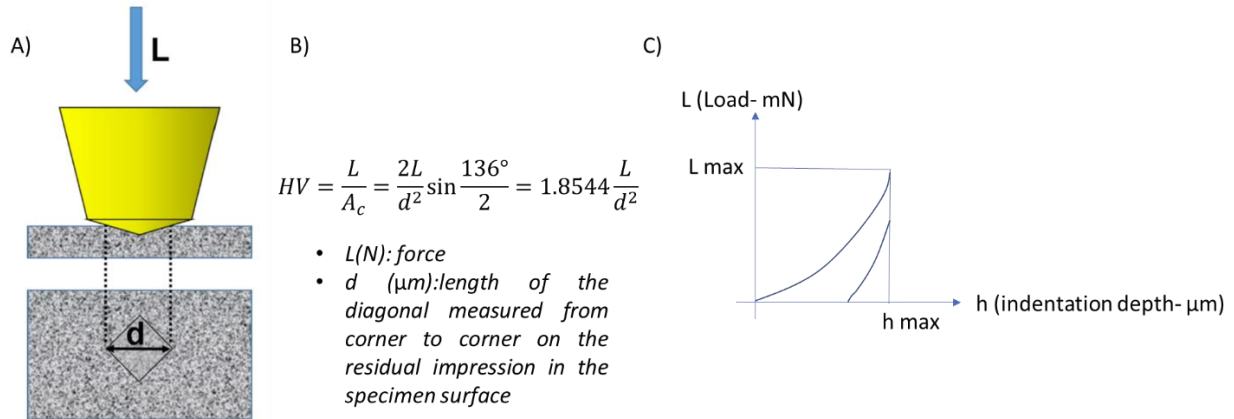 A)
L
d
B)
HV = L/A_c = 2L/d² sin 136°/2 = 1.8544 L/d²
• L(N): force
• d (μm):length of the
diagonal measured from
corner to corner on the
residual impression in the
specimen surface
C)
L (Load- mN)
L max
h max
h (indentation depth- μm)